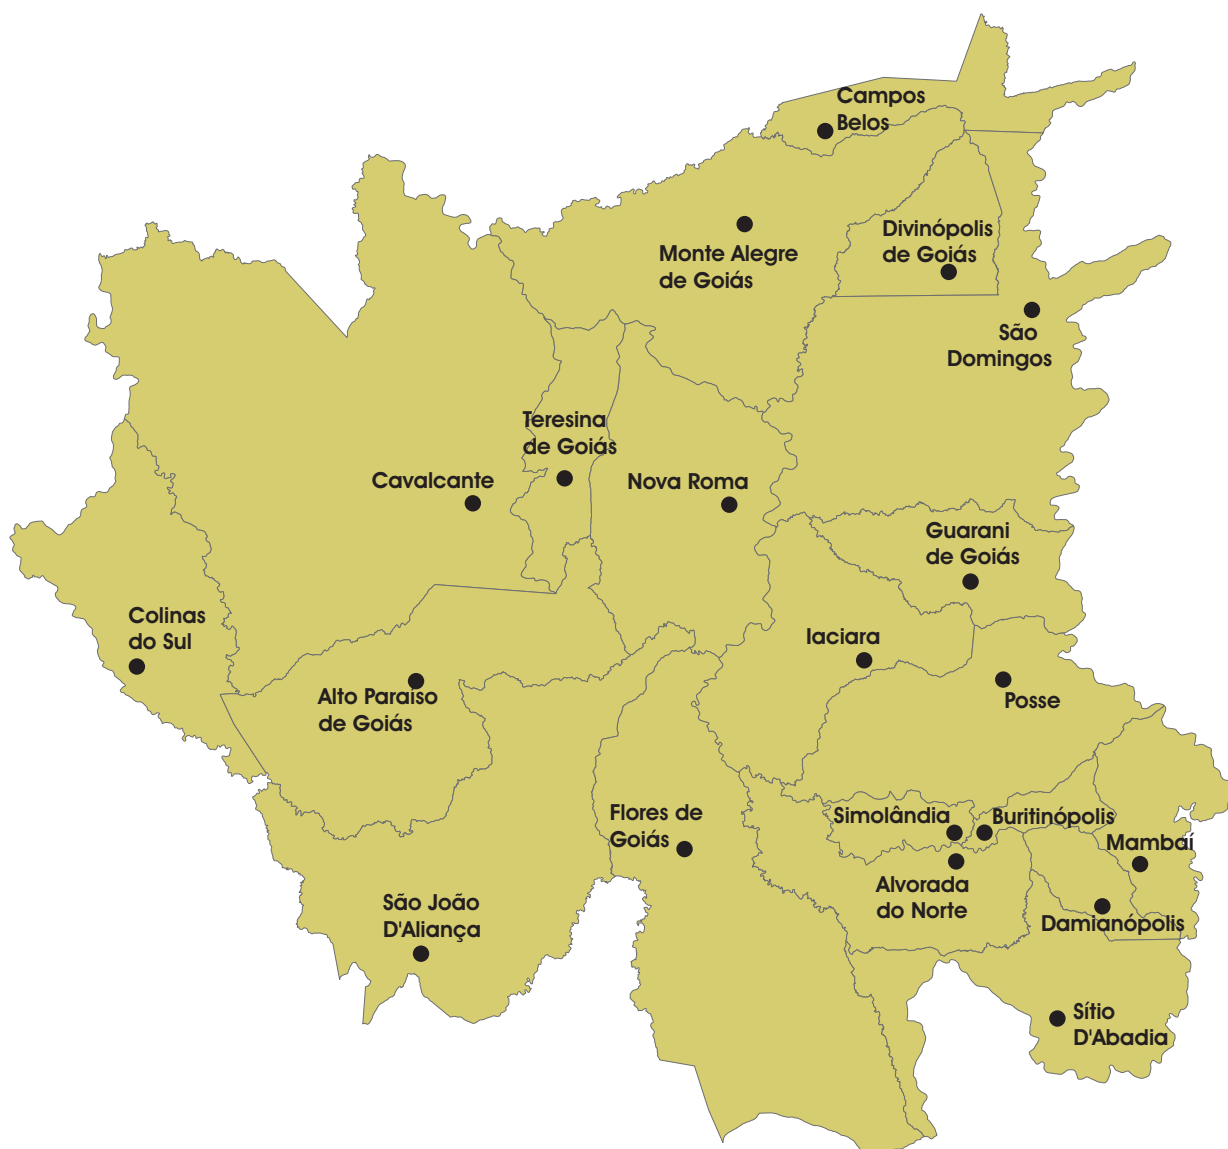 Campos
Belos
Monte Alegre
de Goiás
Divinópolis
de Goiás
São
Domingos
Teresina
de Goiás
Cavalcante
Nova Roma
Guarani
de Goiás
Colinas
do Sul
Iaciara
Alto Paraíso
de Goiás
Posse
Flores de
Goiás
Simolândia
Buritinópolis
Mambaí
Alvorada
do Norte
São João
D'Aliança
Damianópolis
Sítio
D'Abadia